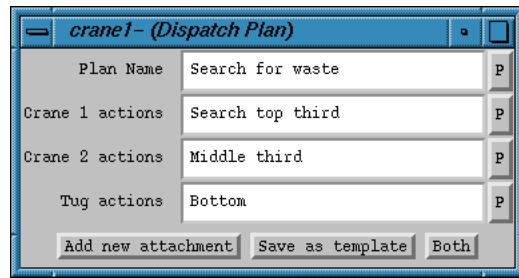 crane1- (Dispatch Plan)
Plan Name Search for waste P
Crane 1 actions Search top third P
Crane 2 actions Middle third P
Tug actions Bottom P
Add new attachment Save as template Both